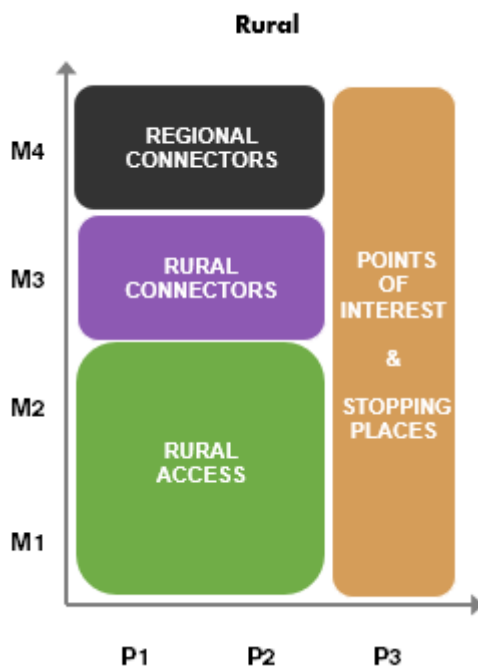 Rural
M4
REGIONAL
CONNECTORS
M3
RURAL
CONNECTORS
POINTS
OF
INTEREST
&
STOPPING
PLACES
M2
RURAL
ACCESS
M1
P1 P2 P3